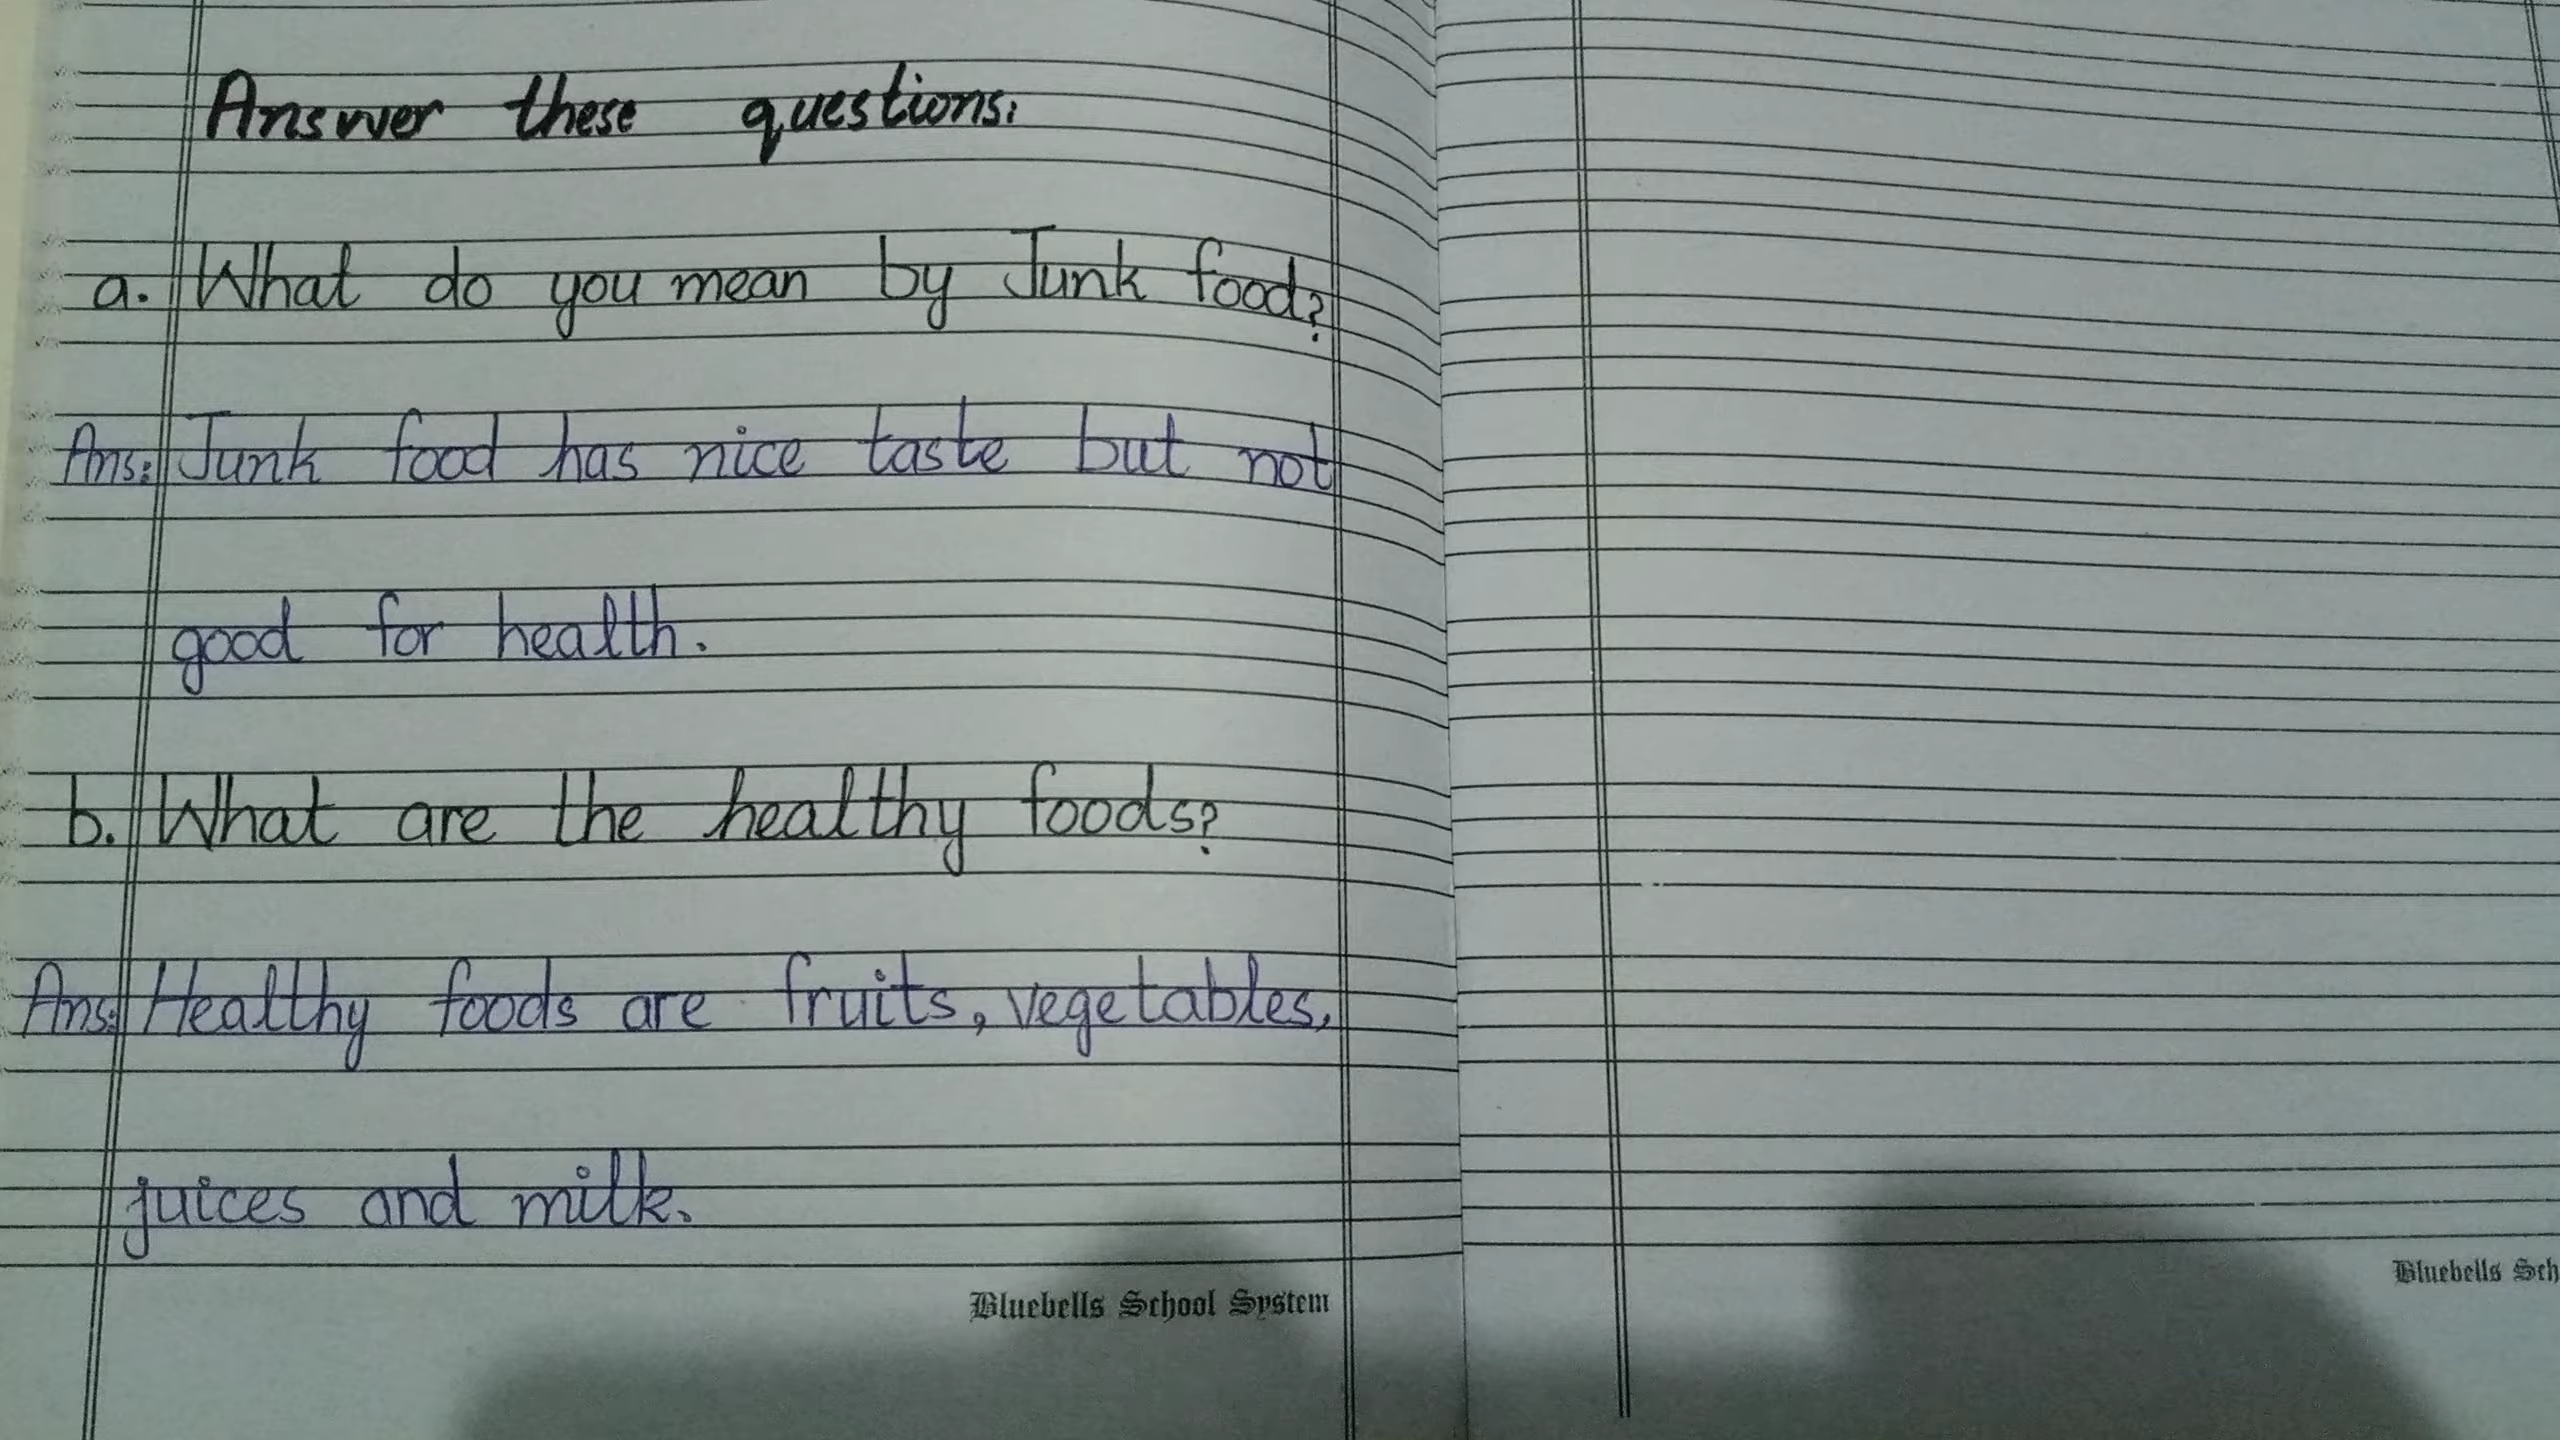 Answer these questions:
a. What do you mean by Junk food?
Ans: Junk food has nice taste but not
good for health.
b. What are the healthy foods?
Ans: Healthy foods are fruits, vegetables,
juices and milk.
Bluebells School System
Bluebells Sch